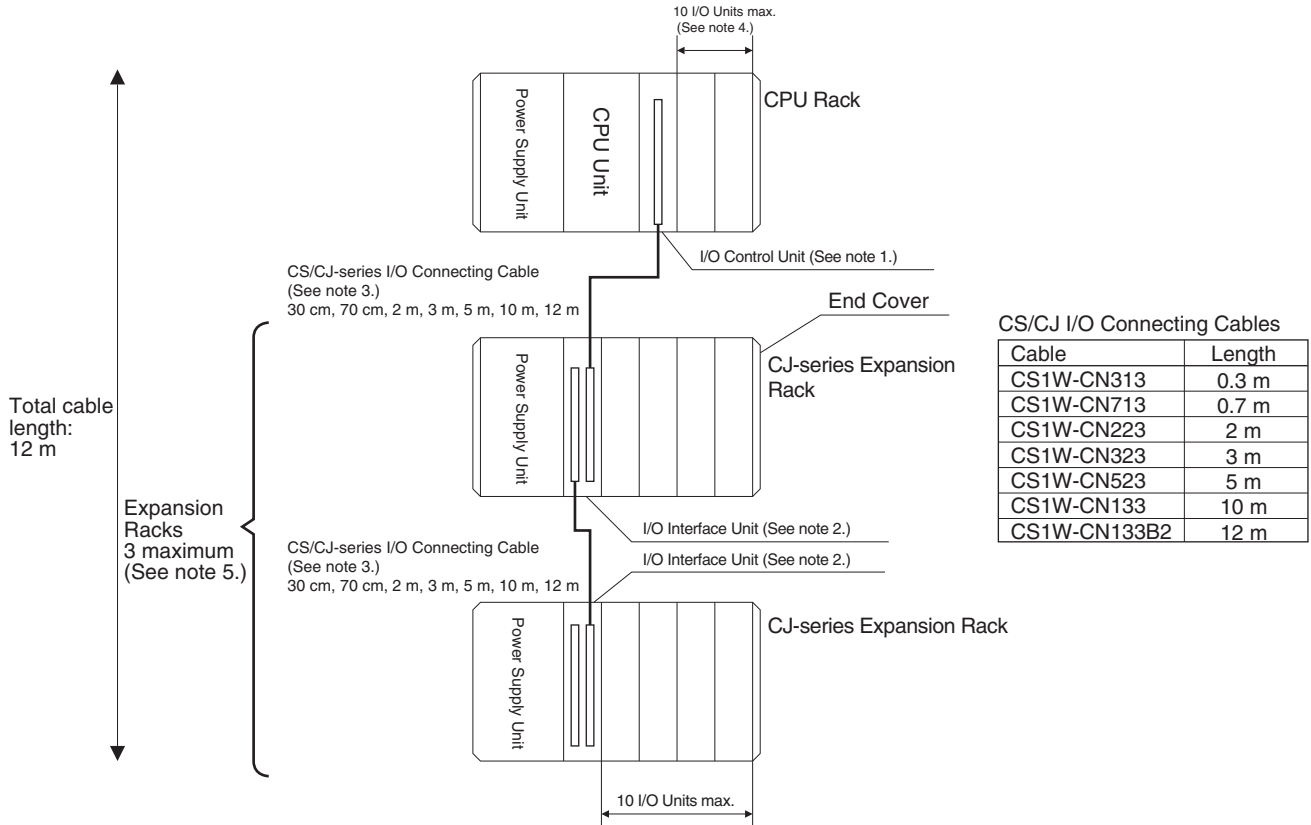 10 I/O Units max.
(See note 4.)
Power Supply Unit
CPU Unit
CPU Rack
I/O Control Unit (See note 1.)
CS/CJ-series I/O Connecting Cable
(See note 3.)
30 cm, 70 cm, 2 m, 3 m, 5 m, 10 m, 12 m
End Cover
Power Supply Unit
CJ-series Expansion
Rack
Total cable
length:
12 m
Expansion
Racks
3 maximum
(See note 5.)
I/O Interface Unit (See note 2.)
CS/CJ-series I/O Connecting Cable
(See note 3.)
30 cm, 70 cm, 2 m, 3 m, 5 m, 10 m, 12 m
I/O Interface Unit (See note 2.)
Power Supply Unit
CJ-series Expansion Rack
10 I/O Units max.
CS/CJ I/O Connecting Cables
Cable Length
CS1W-CN313 0.3 m
CS1W-CN713 0.7 m
CS1W-CN223 2 m
CS1W-CN323 3 m
CS1W-CN523 5 m
CS1W-CN133 10 m
CS1W-CN133B2 12 m